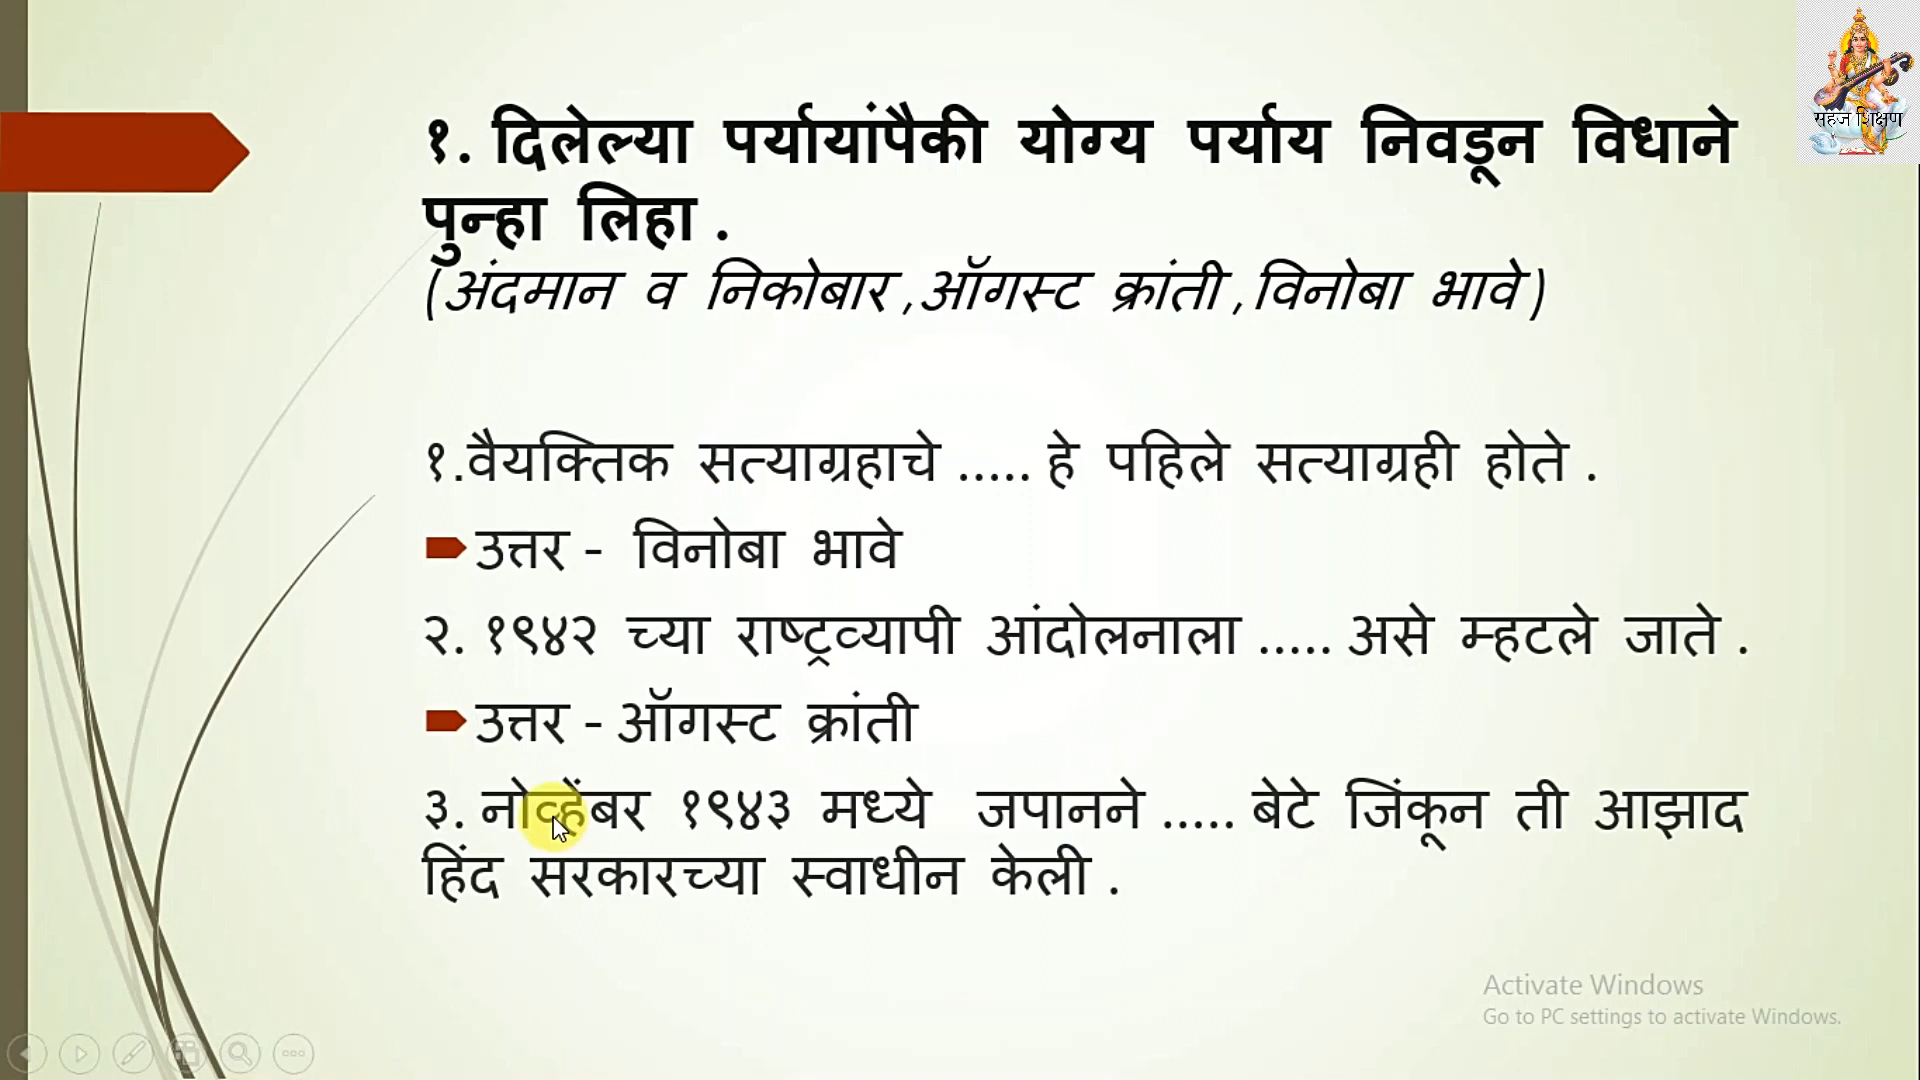 सहज शिक्षण
१. दिलेल्या पर्यायांपैकी योग्य पर्याय निवडून विधाने
पुन्हा लिहा .
(अंदमान व निकोबार ,ऑगस्ट क्रांती ,विनोबा भावे )
१.वैयक्तिक सत्याग्रहाचे ..... हे पहिले सत्याग्रही होते .
उत्तर - विनोबा भावे
२. १९४२ च्या राष्ट्रव्यापी आंदोलनाला ..... असे म्हटले जाते .
उत्तर - ऑगस्ट क्रांती
३. नोव्हेंबर १९४३ मध्ये जपानने ..... बेटे जिंकून ती आझाद
हिंद सरकारच्या स्वाधीन केली .
Activate Windows
Go to PC settings to activate Windows.